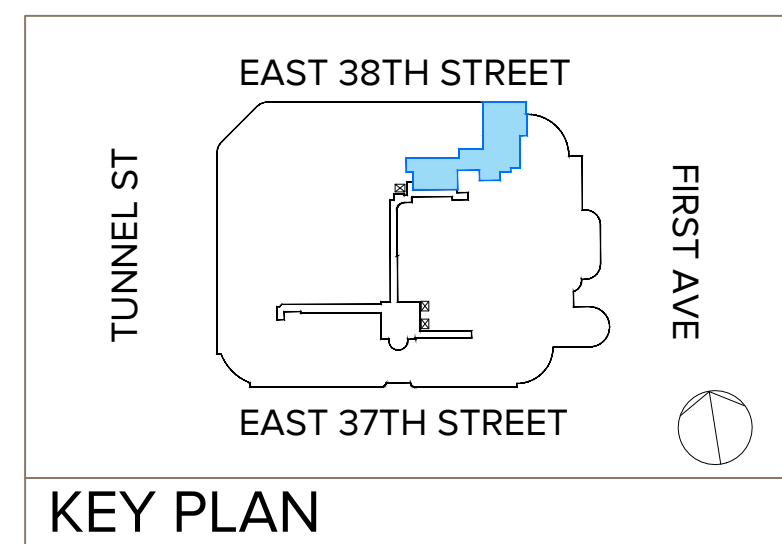 EAST 38TH STREET
TUNNEL ST
FIRST AVE
EAST 37TH STREET
KEY PLAN